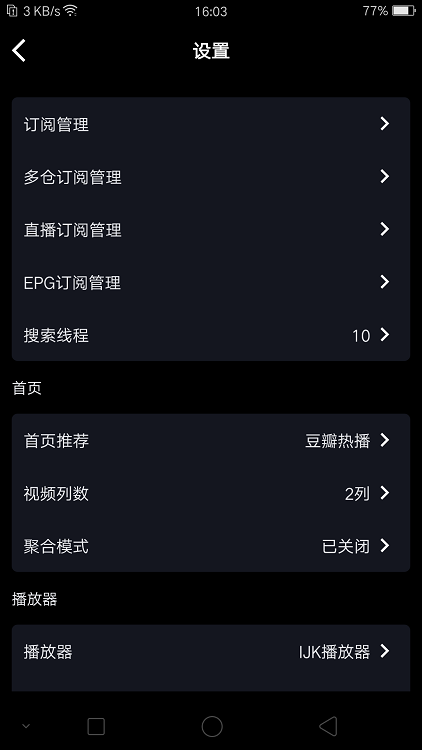 3 KB/s 16:03 77%
设置
订阅管理
多仓订阅管理
直播订阅管理
EPG订阅管理
搜索线程 10
首页
首页推荐 豆瓣热播
视频列数 2列
聚合模式 已关闭
播放器
播放器 IJK播放器